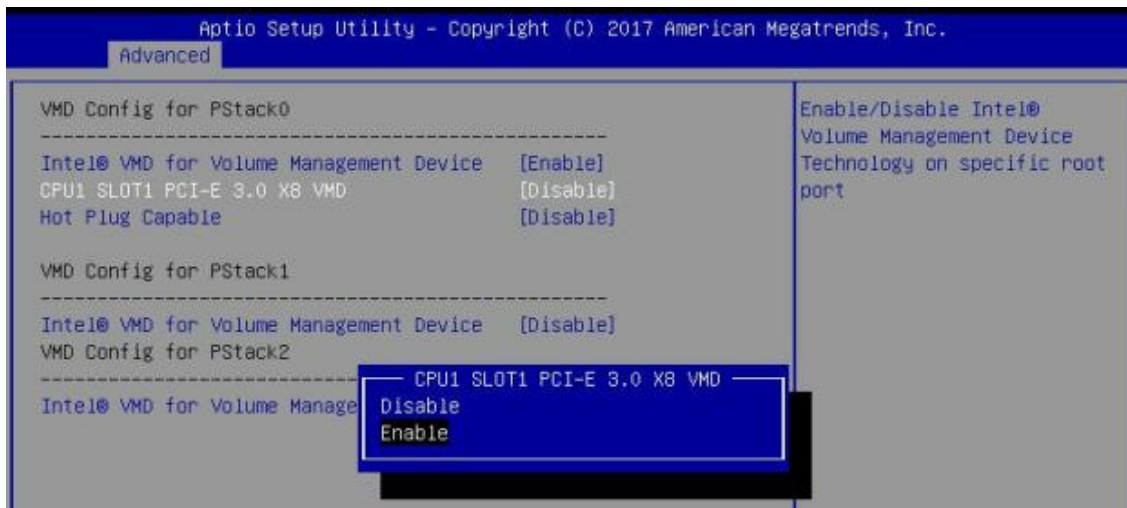 Aptio Setup Utility – Copyright (C) 2017 American Megatrends, Inc.
Advanced
VMD Config for PStack0
------------------------------------------------------
Intel® VMD for Volume Management Device [Enable]
CPU1 SLOT1 PCI-E 3.0 X8 VMD [Disable]
Hot Plug Capable [Disable]
VMD Config for PStack1
------------------------------------------------------
Intel® VMD for Volume Management Device [Disable]
VMD Config for PStack2
------------------------------
Intel® VMD for Volume Manage
CPU1 SLOT1 PCI-E 3.0 X8 VMD
Disable
Enable
Enable/Disable Intel®
Volume Management Device
Technology on specific root
port